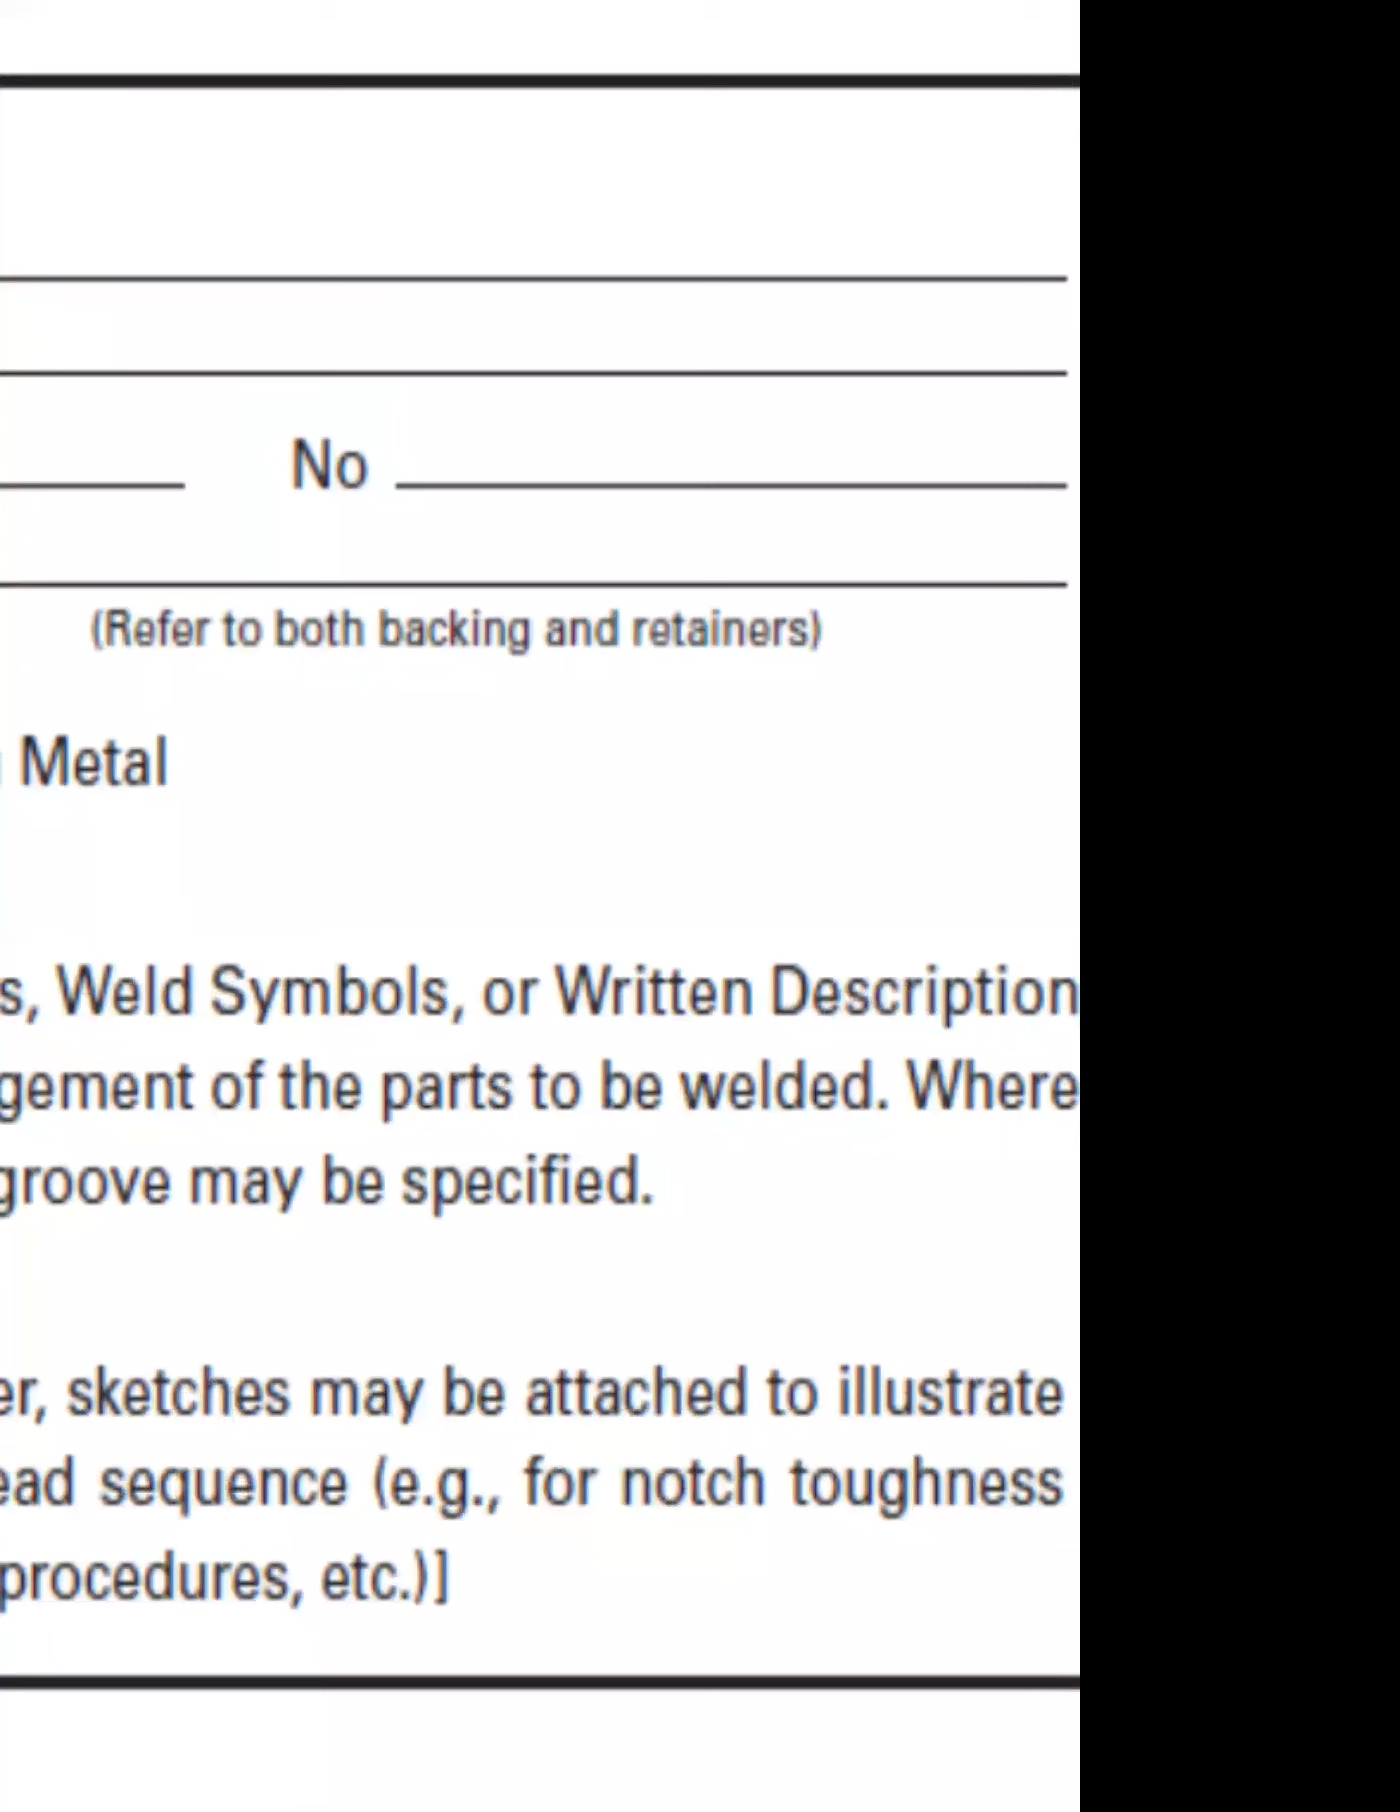 No
(Refer to both backing and retainers)
Metal
s, Weld Symbols, or Written Description
gement of the parts to be welded. Where
groove may be specified.
er, sketches may be attached to illustrate
ead sequence (e.g., for notch toughness
procedures, etc.)]